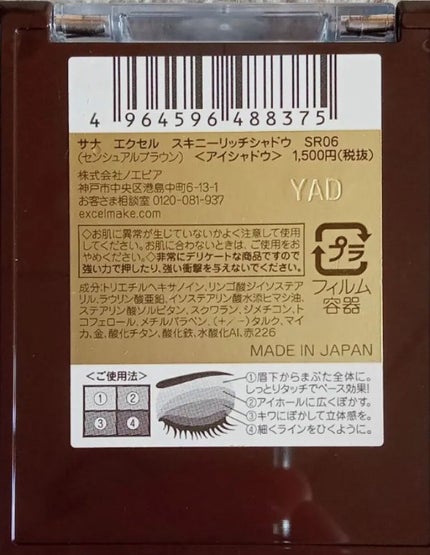 4 964596 488375
サナ エクセル スキニーリッチシャドウ SR06
(センシュアルブラウン) <アイシャドウ> 1,500円(税抜)
株式会社ノエビア
神戸市中央区港島中町6-13-1
お客さま相談室 0120-081-937
excelmake.com
YAD
◇お肌に異常が生じていないかよく注意して使用
してください。お肌に合わないときは、ご使用をお
やめください。◇非常にデリケートな商品ですので
強い力で押したり、強い衝撃を与えないでください。
プラ
フィルム
容器
成分:トリエチルヘキサノイン、リンゴ酸ジイソステア
リル、ラウリン酸亜鉛、イソステアリン酸水添ヒマシ油、
ステアリン酸ソルビタン、スクワラン、ジメチコン、ト
コフェロール、メチルパラベン、(+/-)タルク、マイ
カ、金、酸化チタン、酸化鉄、水酸化Al、赤226
MADE IN JAPAN
<ご使用法>
① ②
③ ④
①眉下からまぶた全体に。
しっとりタッチでベース効果!
②アイホールに広くぼかす。
③キワにぼかして立体感を。
④細くラインをひくように。